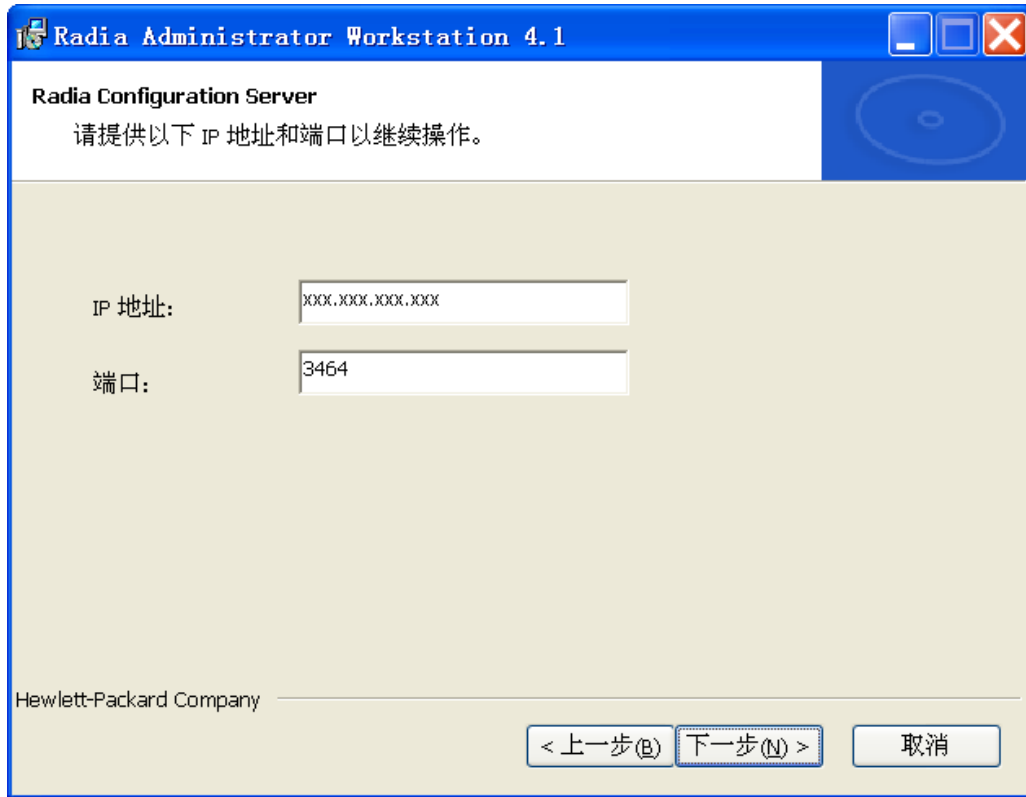 Radia Administrator Workstation 4.1
Radia Configuration Server
请提供以下 IP 地址和端口以继续操作。
IP 地址:
xxx.xxx.xxx.xxx
端口:
3464
Hewlett-Packard Company
< 上一步(B)
下一步(N) >
取消